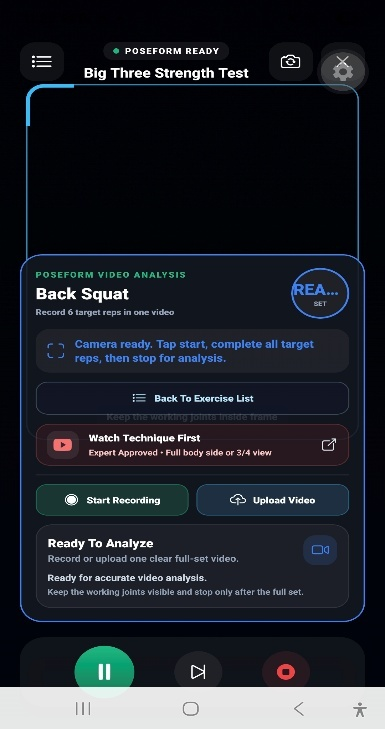 POSEFORM READY
Big Three Strength Test
POSEFORM VIDEO ANALYSIS
Back Squat
Record 6 target reps in one video
REA...
SET
Camera ready. Tap start, complete all target
reps, then stop for analysis.
Back To Exercise List
Keep the working joints inside frame
Watch Technique First
Expert Approved • Full body side or 3/4 view
Start Recording
Upload Video
Ready To Analyze
Record or upload one clear full-set video.
Ready for accurate video analysis.
Keep the working joints visible and stop only after the full set.